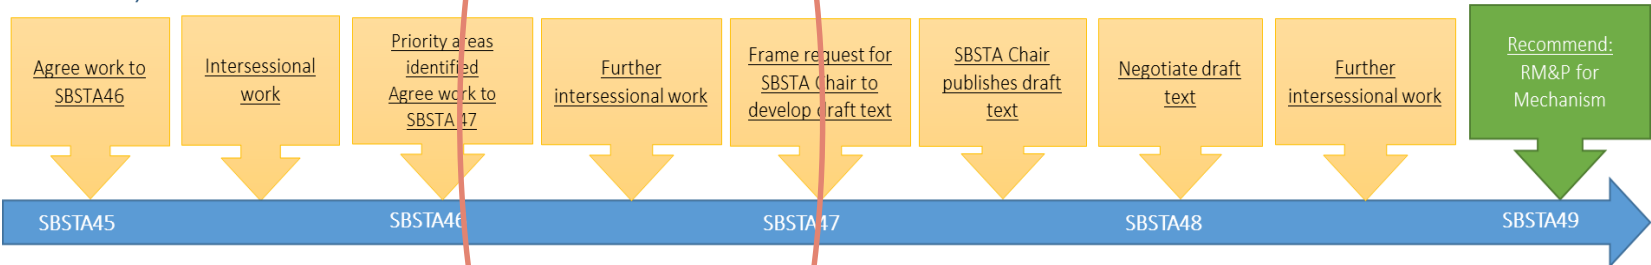 Agree work to
SBSTA46
Intersessional
work
Priority areas
identified
Agree work to
SBSTA 47
Further
intersessional work
Frame request for
SBSTA Chair to
develop draft text
SBSTA Chair
publishes draft
text
Negotiate draft
text
Further
intersessional work
Recommend:
RM&P for
Mechanism
SBSTA45
SBSTA46
SBSTA47
SBSTA48
SBSTA49